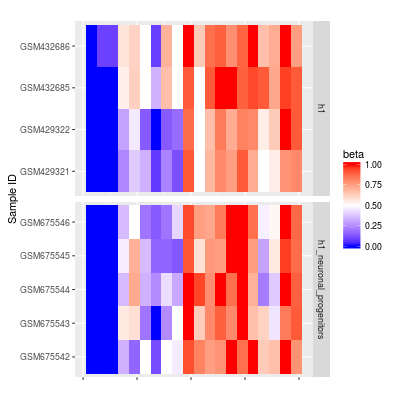 GSM432686
GSM432685
GSM429322
GSM429321
h1
GSM675546
GSM675545
GSM675544
GSM675543
GSM675542
h1_neuronal_progenitors
Sample ID
beta
1.00
0.75
0.50
0.25
0.00